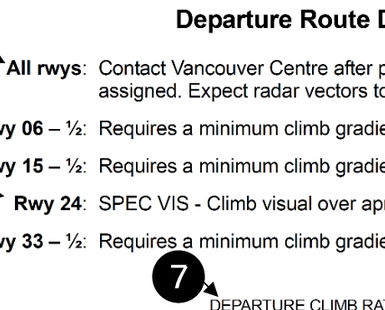 Departure Route D
All rwys: Contact Vancouver Centre after p
assigned. Expect radar vectors to
wy 06 – ½: Requires a minimum climb gradie
wy 15 – ½: Requires a minimum climb gradie
Rwy 24: SPEC VIS - Climb visual over apr
wy 33 – ½: Requires a minimum climb gradie
7
DEPARTURE CLIMB RAT